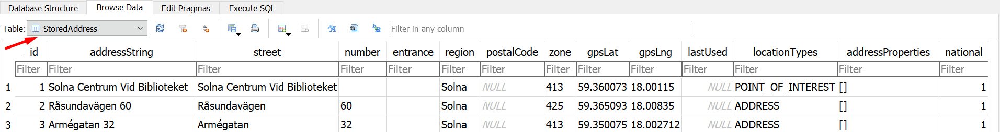 Database Structure Browse Data Edit Pragmas Execute SQL
Table: StoredAddress Filter in any column
_id addressString street number entrance region postalCode zone gpsLat gpsLng lastUsed locationTypes addressProperties national
Filter Filter Filter Filter Filter Filter Filter Filter Filter Filter Filter Filter Filter Filter
1 1 Solna Centrum Vid Biblioteket Solna Centrum Vid Biblioteket Solna NULL 413 59.360073 18.00115 NULL POINT_OF_INTEREST [] 1
2 2 Råsundavägen 60 Råsundavägen 60 Solna NULL 425 59.365093 18.00835 NULL ADDRESS [] 1
3 3 Armégatan 32 Armégatan 32 Solna NULL 413 59.350075 18.002712 NULL ADDRESS [] 1